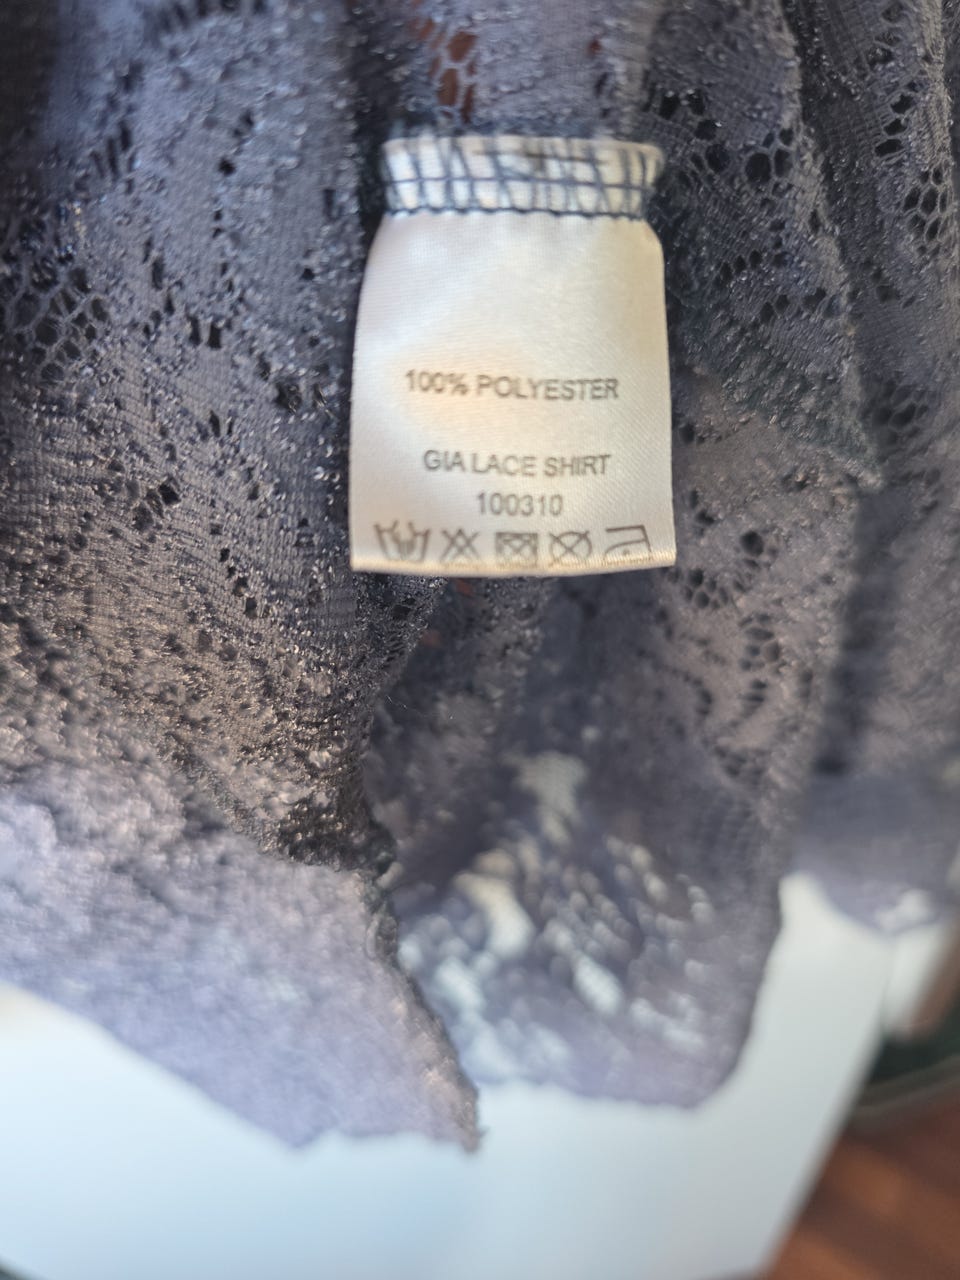 100% POLYESTER
GIA LACE SHIRT
100310